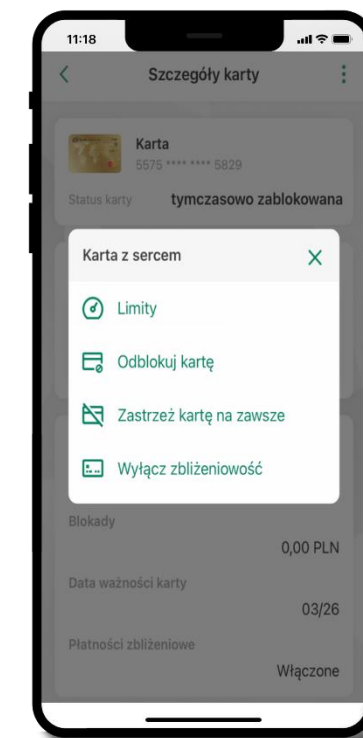 11:18
Szczegóły karty
Karta
5575 **** **** 5829
Status karty tymczasowo zablokowana
Karta z sercem
Limity
Odblokuj kartę
Zastrzeż kartę na zawsze
Wyłącz zbliżeniowość
Blokady
0,00 PLN
Data ważności karty
03/26
Płatności zbliżeniowe
Włączone